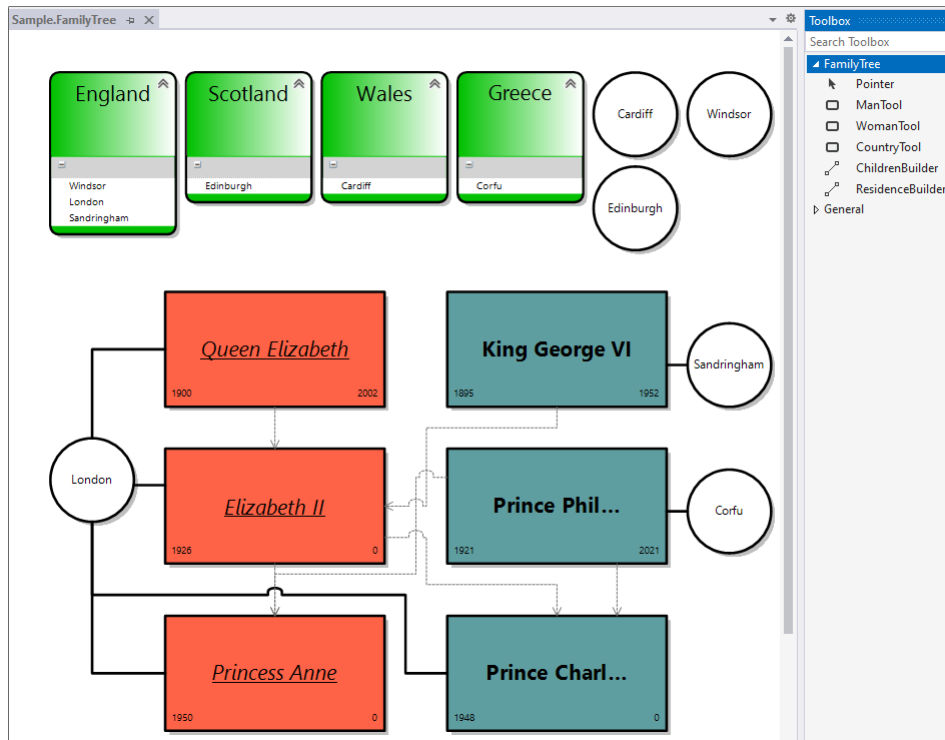 Sample.FamilyTree
Toolbox
Search Toolbox
FamilyTree
Pointer
ManTool
WomanTool
CountryTool
ChildrenBuilder
ResidenceBuilder
General
England
Windsor
London
Sandringham
Scotland
Edinburgh
Wales
Cardiff
Greece
Corfu
Cardiff
Windsor
Edinburgh
Queen Elizabeth
1900 2002
King George VI
1895 1952
Sandringham
London
Elizabeth II
1926 0
Prince Phil...
1921 2021
Corfu
Princess Anne
1950 0
Prince Charl...
1948 0